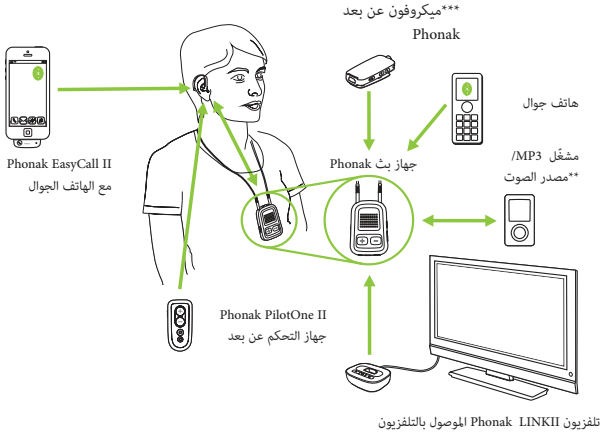 ***ميكروفون عن بعد
Phonak
هاتف جوال
مشغّل MP3/
**مصدر الصوت
جهاز بث Phonak
Phonak EasyCall II
مع الهاتف الجوال
Phonak PilotOne II
جهاز التحكم عن بعد
تلفزيون Phonak LINKII الموصول بالتلفزيون